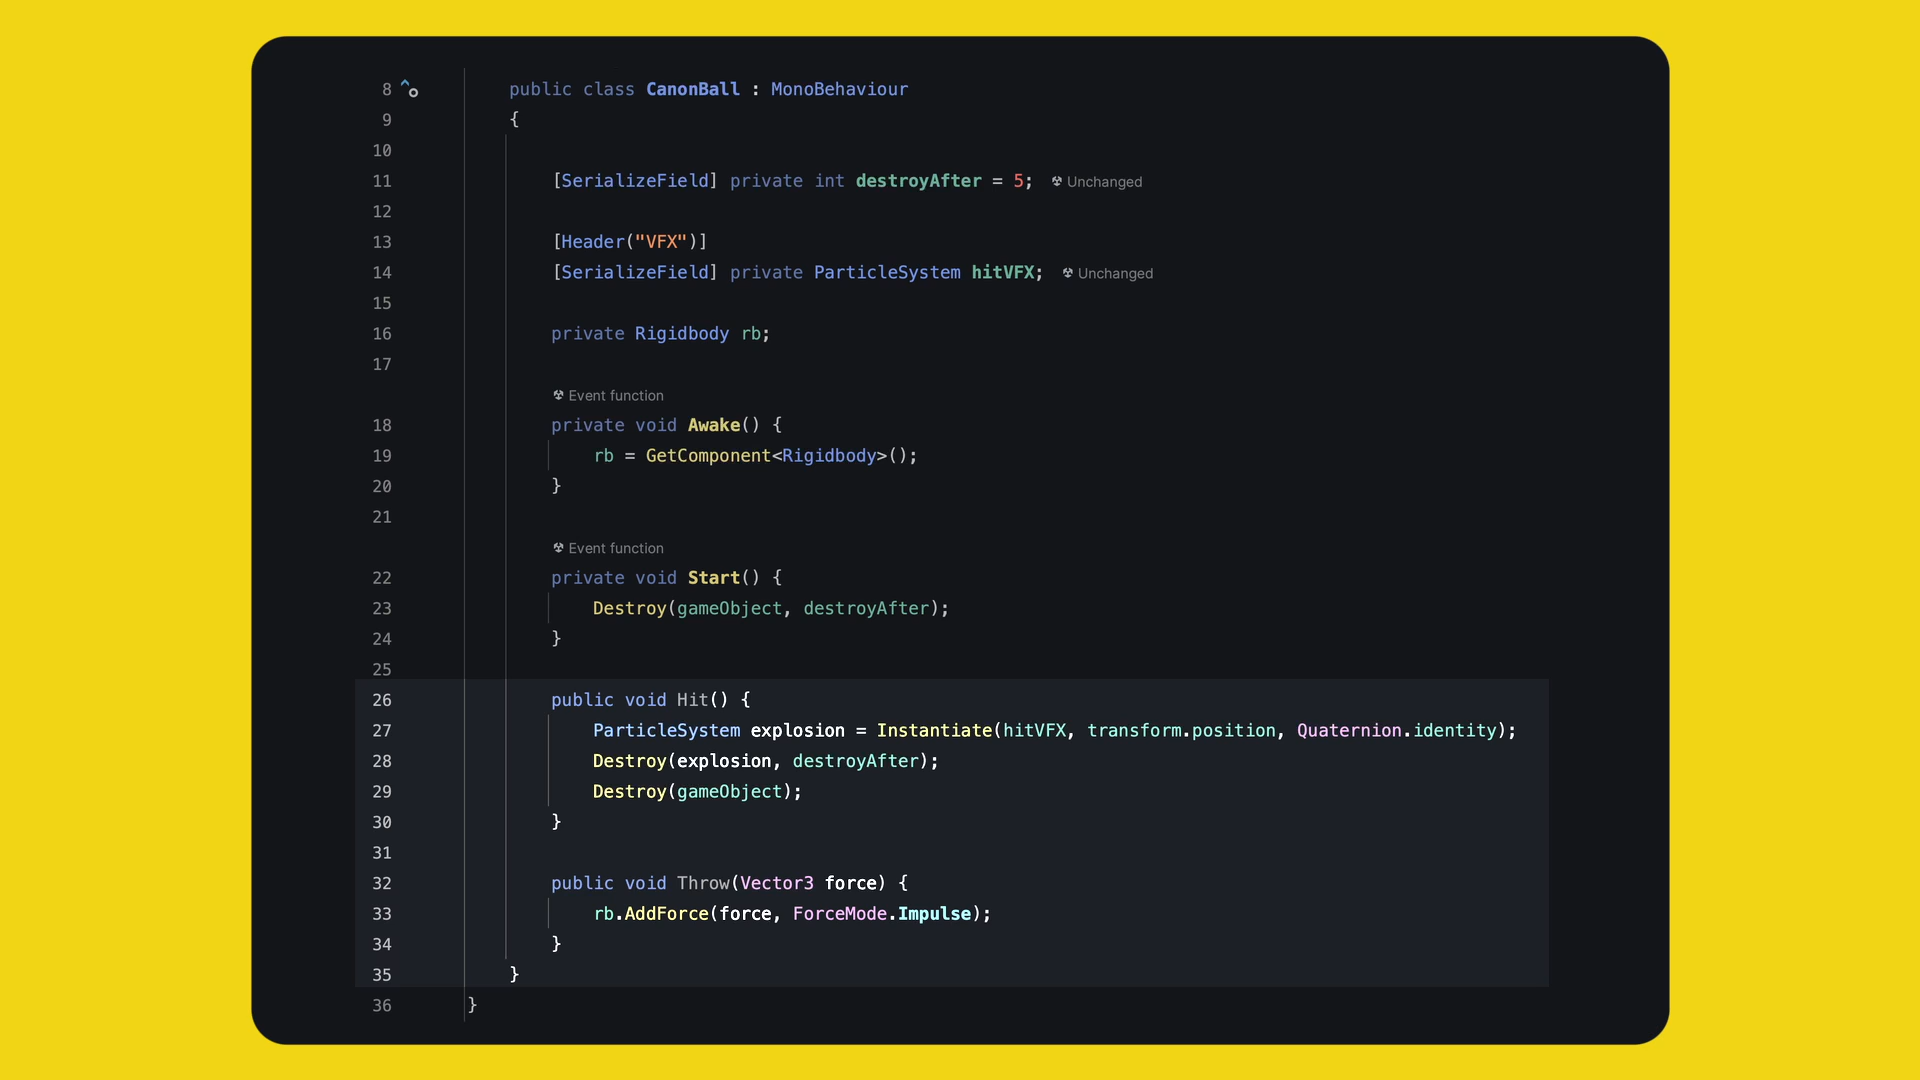 8 public class CanonBall : MonoBehaviour
9 {
10
11 [SerializeField] private int destroyAfter = 5; Unchanged
12
13 [Header("VFX")]
14 [SerializeField] private ParticleSystem hitVFX; Unchanged
15
16 private Rigidbody rb;
17
Event function
18 private void Awake() {
19 rb = GetComponent<Rigidbody>();
20 }
21
Event function
22 private void Start() {
23 Destroy(gameObject, destroyAfter);
24 }
25
26 public void Hit() {
27 ParticleSystem explosion = Instantiate(hitVFX, transform.position, Quaternion.identity);
28 Destroy(explosion, destroyAfter);
29 Destroy(gameObject);
30 }
31
32 public void Throw(Vector3 force) {
33 rb.AddForce(force, ForceMode.Impulse);
34 }
35 }
36 }